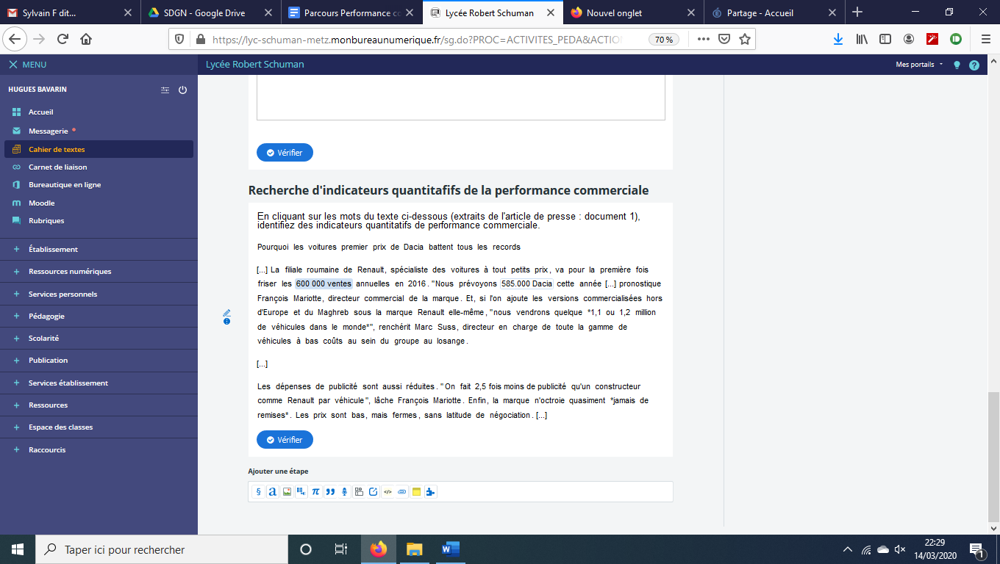 Sylvain F dit...
SDGN - Google Drive
Parcours Performance co
Lycée Robert Schuman
Nouvel onglet
Partage - Accueil
https://lyc-schuman-metz.monbureaunumerique.fr/sg.do?PROC=ACTIVITES_PEDA&ACTIO
70 %
MENU
Lycée Robert Schuman
Mes portails
HUGUES BAVARIN
Accueil
Messagerie
Cahier de textes
Carnet de liaison
Bureautique en ligne
Moodle
Rubriques
Établissement
Ressources numériques
Services personnels
Pédagogie
Scolarité
Publication
Services établissement
Ressources
Espace des classes
Raccourcis
Vérifier
Recherche d'indicateurs quantitafifs de la performance commerciale
En cliquant sur les mots du texte ci-dessous (extraits de l'article de presse : document 1),
identifiez des indicateurs quantitatifs de performance commerciale.
Pourquoi les voitures premier prix de Dacia battent tous les records
[...] La filiale roumaine de Renault, spécialiste des voitures à tout petits prix, va pour la première fois
friser les 600 000 ventes annuelles en 2016. "Nous prévoyons 585.000 Dacia cette année [...] pronostique
François Mariotte, directeur commercial de la marque. Et, si l'on ajoute les versions commercialisées hors
d'Europe et du Maghreb sous la marque Renault elle-même, "nous vendrons quelque *1,1 ou 1,2 million
de véhicules dans le monde*", renchérit Marc Suss, directeur en charge de toute la gamme de
véhicules à bas coûts au sein du groupe au losange.
[...]
Les dépenses de publicité sont aussi réduites. "On fait 2,5 fois moins de publicité qu'un constructeur
comme Renault par véhicule", lâche François Mariotte. Enfin, la marque n'octroie quasiment *jamais de
remises*. Les prix sont bas, mais fermes, sans latitude de négociation. [...]
Vérifier
Ajouter une étape
Taper ici pour rechercher
22:29
14/03/2020
1